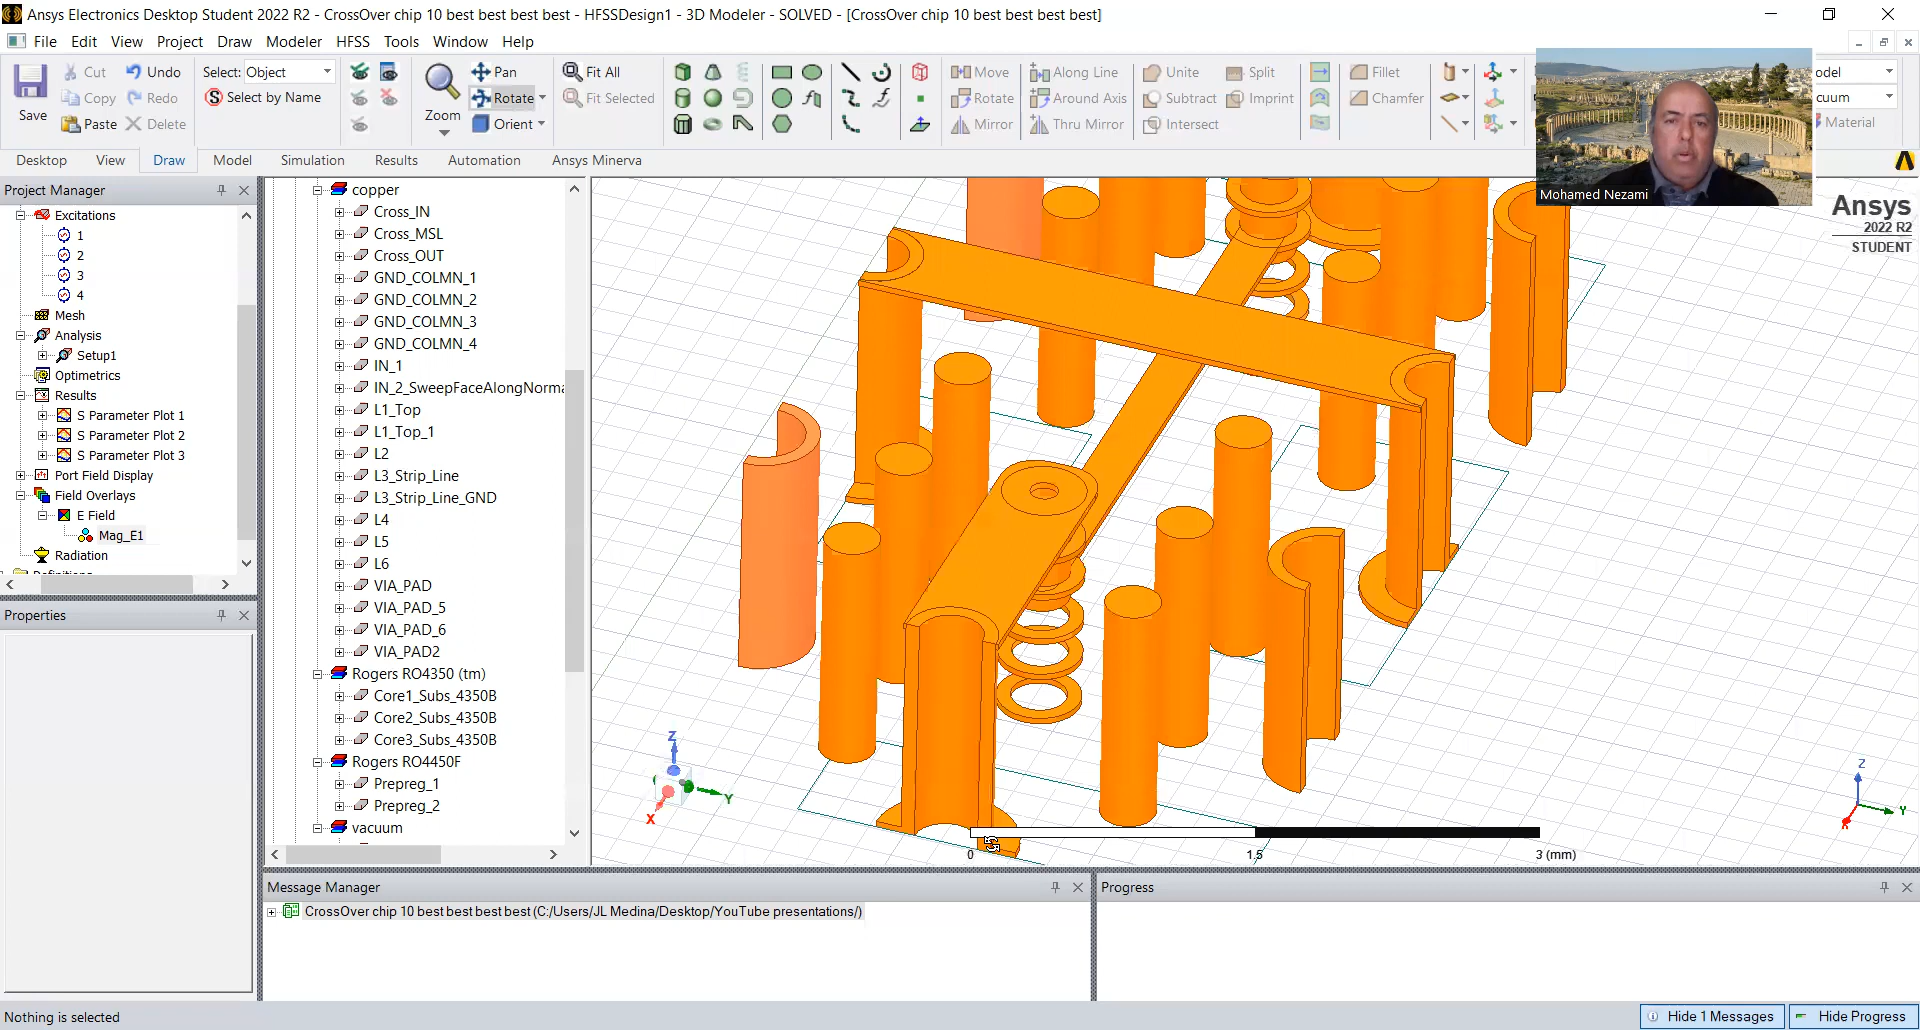 Ansys Electronics Desktop Student 2022 R2 - CrossOver chip 10 best best best best - HFSSDesign1 - 3D Modeler - SOLVED - [CrossOver chip 10 best best best best]
File Edit View Project Draw Modeler HFSS Tools Window Help
Save
Cut
Copy
Paste
Undo
Redo
Delete
Select: Object
Select by Name
Zoom
Pan
Rotate
Orient
Fit All
Fit Selected
Move
Rotate
Mirror
Along Line
Around Axis
Thru Mirror
Unite
Subtract
Intersect
Split
Imprint
Fillet
Chamfer
odel
cuum
Material
Desktop View Draw Model Simulation Results Automation Ansys Minerva
Mohamed Nezami
Ansys
2022 R2
STUDENT
Project Manager
Excitations
1
2
3
4
Mesh
Analysis
Setup1
Optimetrics
Results
S Parameter Plot 1
S Parameter Plot 2
S Parameter Plot 3
Port Field Display
Field Overlays
E Field
Mag_E1
Radiation
Properties
copper
Cross_IN
Cross_MSL
Cross_OUT
GND_COLMN_1
GND_COLMN_2
GND_COLMN_3
GND_COLMN_4
IN_1
IN_2_SweepFaceAlongNorma
L1_Top
L1_Top_1
L2
L3_Strip_Line
L3_Strip_Line_GND
L4
L5
L6
VIA_PAD
VIA_PAD_5
VIA_PAD_6
VIA_PAD2
Rogers RO4350 (tm)
Core1_Subs_4350B
Core2_Subs_4350B
Core3_Subs_4350B
Rogers RO4450F
Prepreg_1
Prepreg_2
vacuum
Z
Y
X
Z
Y
0 1.5 3 (mm)
Message Manager
CrossOver chip 10 best best best best (C:/Users/JL Medina/Desktop/YouTube presentations/)
Progress
Nothing is selected
Hide 1 Messages
Hide Progress